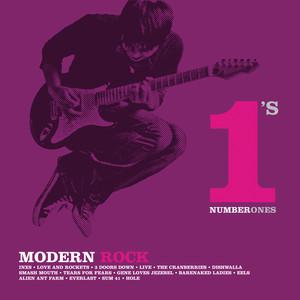 1'S
NUMBERONES
MODERN ROCK
INXS • LOVE AND ROCKETS • 3 DOORS DOWN • LIVE • THE CRANBERRIES • DISHWALLA
SMASH MOUTH • TEARS FOR FEARS • GENE LOVES JEZEBEL • BARENAKED LADIES • EELS
ALIEN ANT FARM • EVERLAST • SUM 41 • HOLE